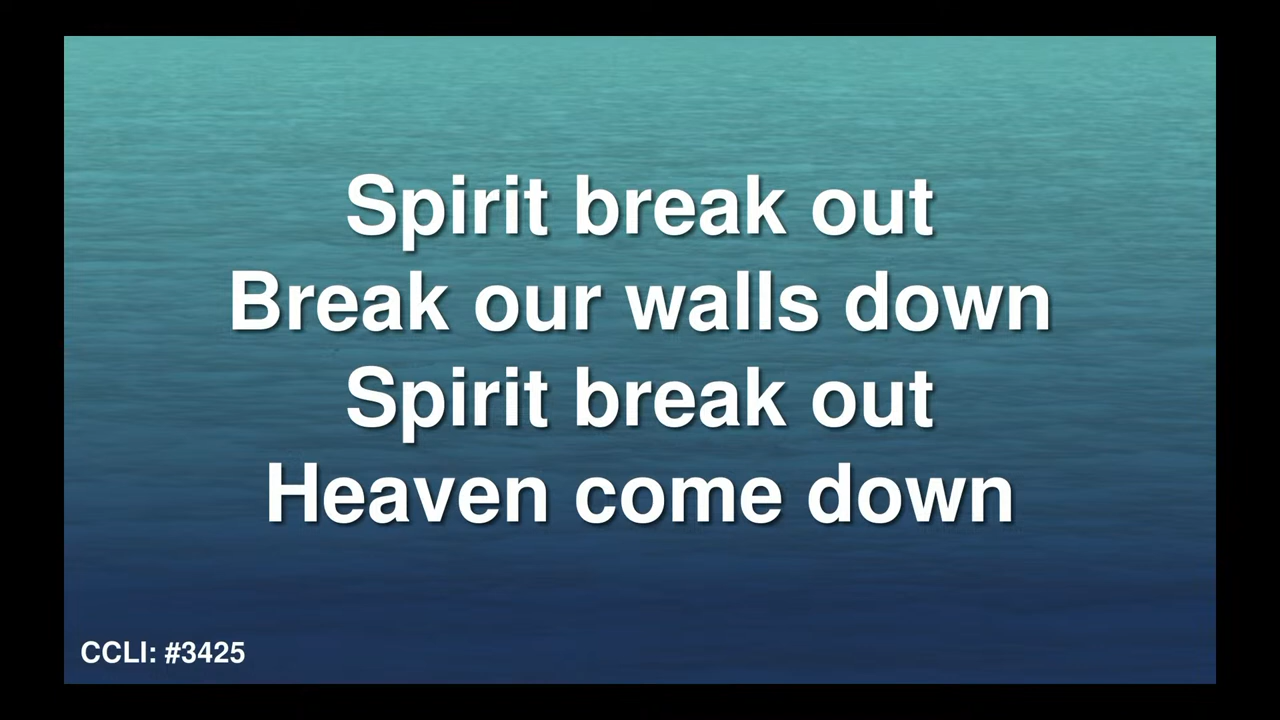 Spirit break out
Break our walls down
Spirit break out
Heaven come down
CCLI: #3425